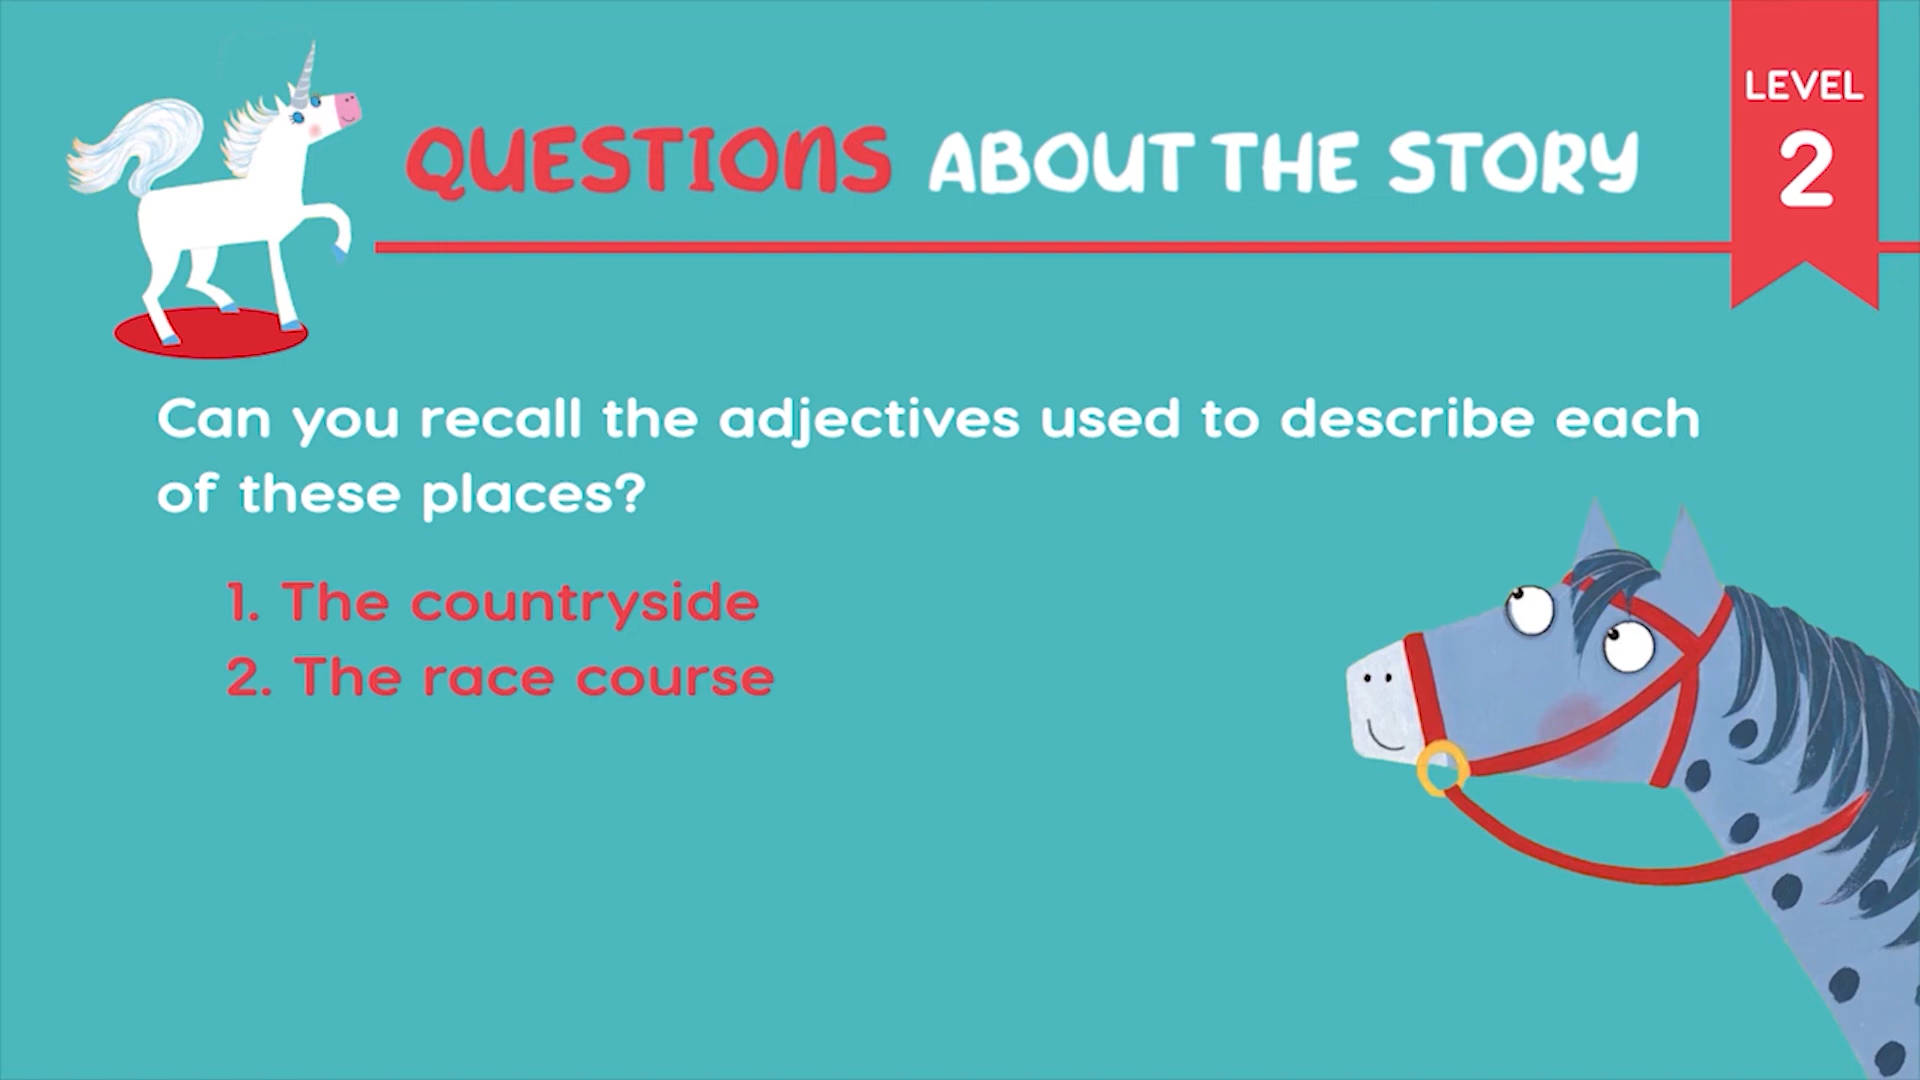 QUESTIONS ABOUT THE STORY
LEVEL
2
Can you recall the adjectives used to describe each
of these places?
1. The countryside
2. The race course